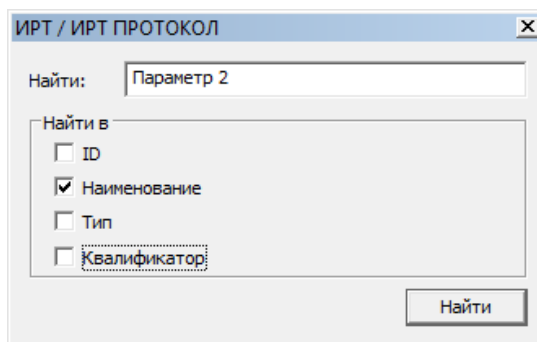 ИРТ / ИРТ ПРОТОКОЛ
Найти: Параметр 2
Найти в
ID
Наименование
Тип
Квалификатор
Найти